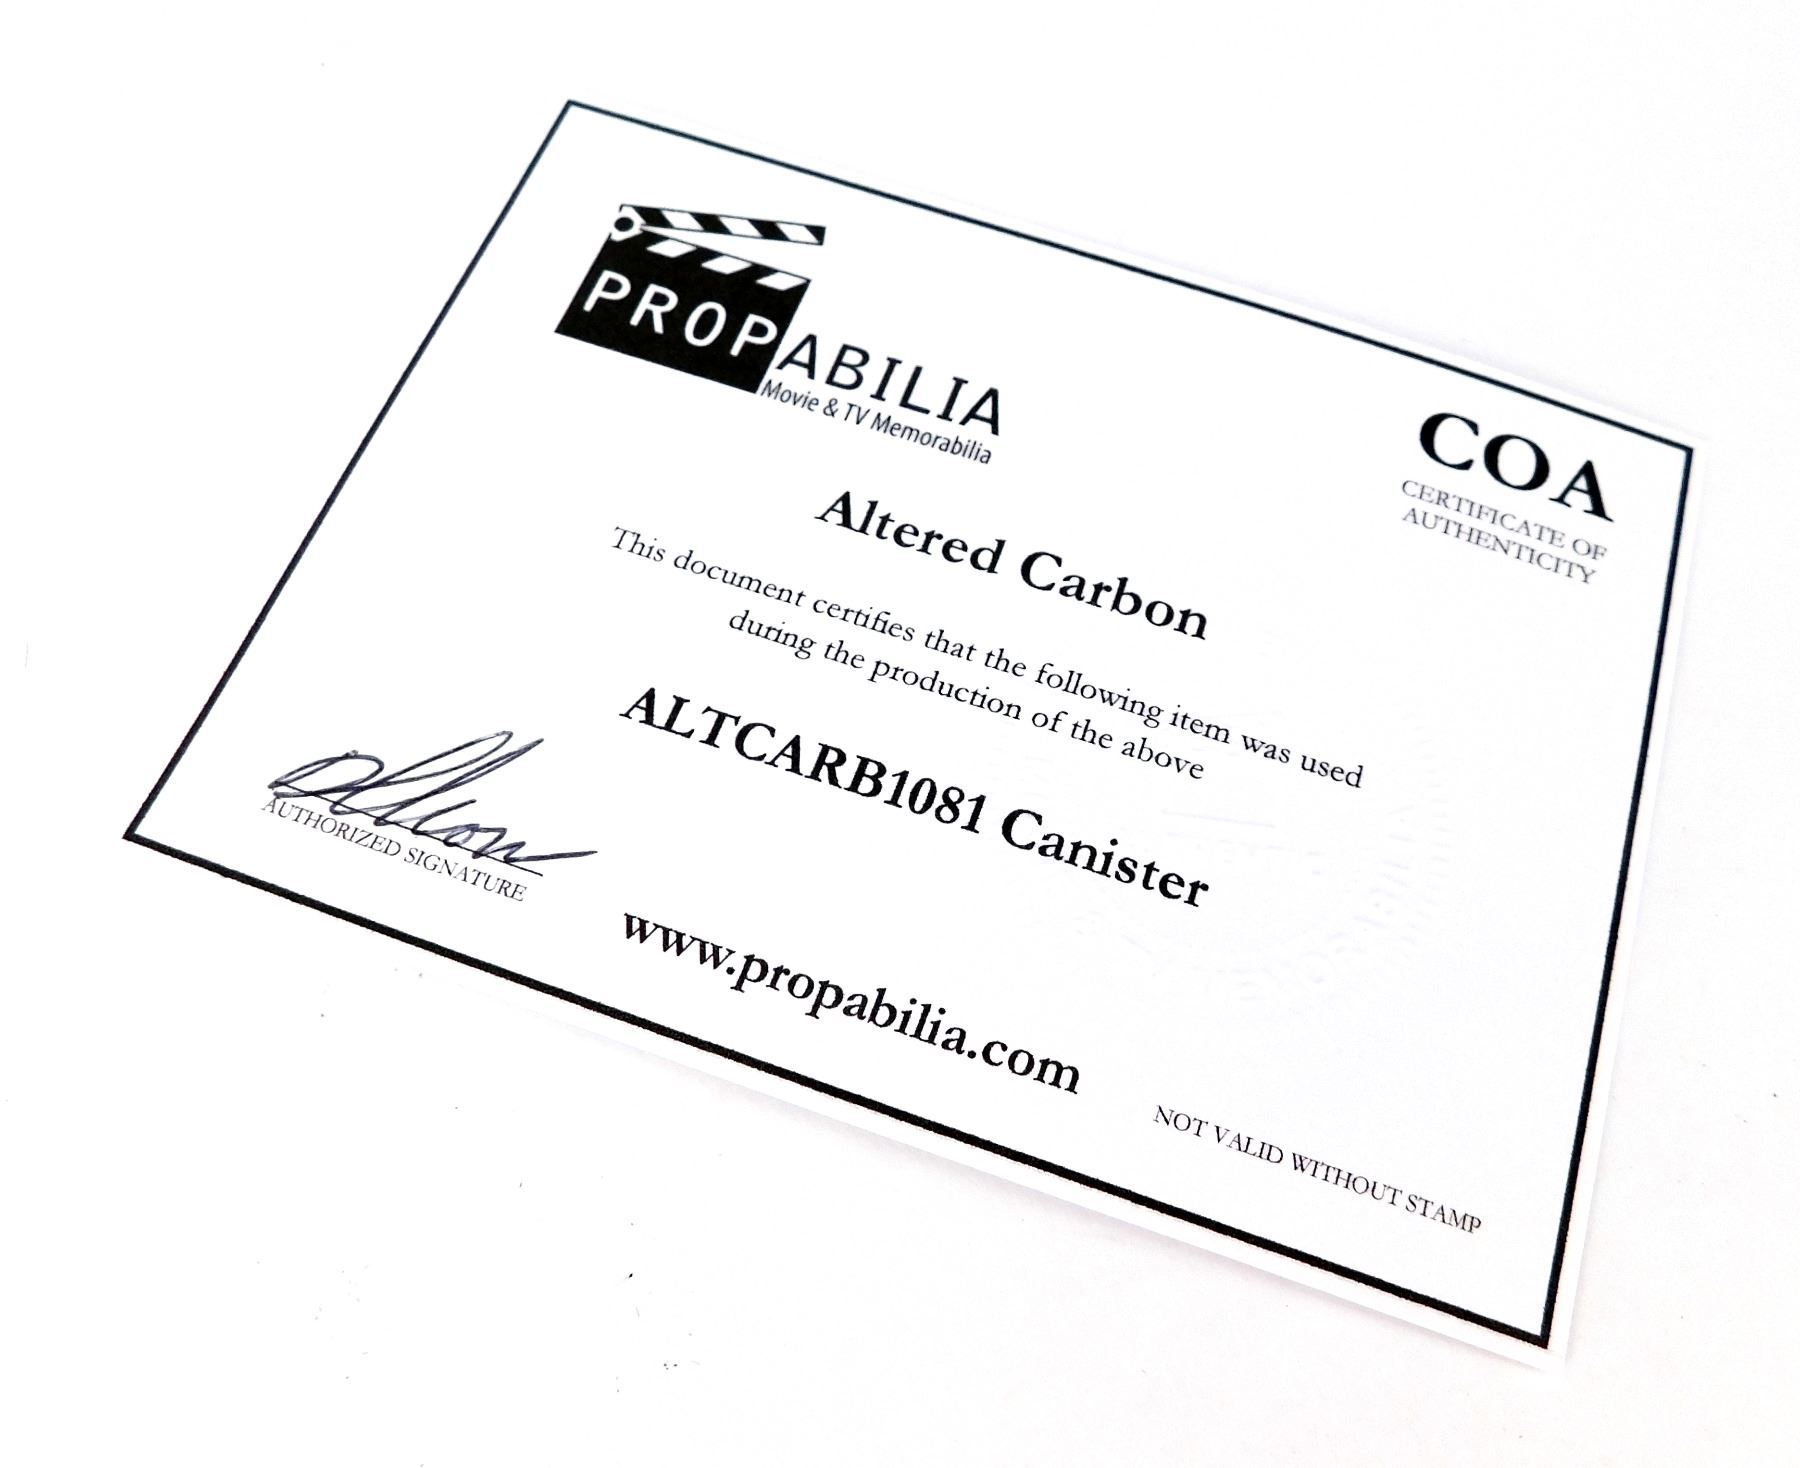 PROPABILIA
Movie & TV Memorabilia
COA
CERTIFICATE OF
AUTHENTICITY
Altered Carbon
This document certifies that the following item was used
during the production of the above
ALTCARB1081 Canister
AUTHORIZED SIGNATURE
www.propabilia.com
NOT VALID WITHOUT STAMP